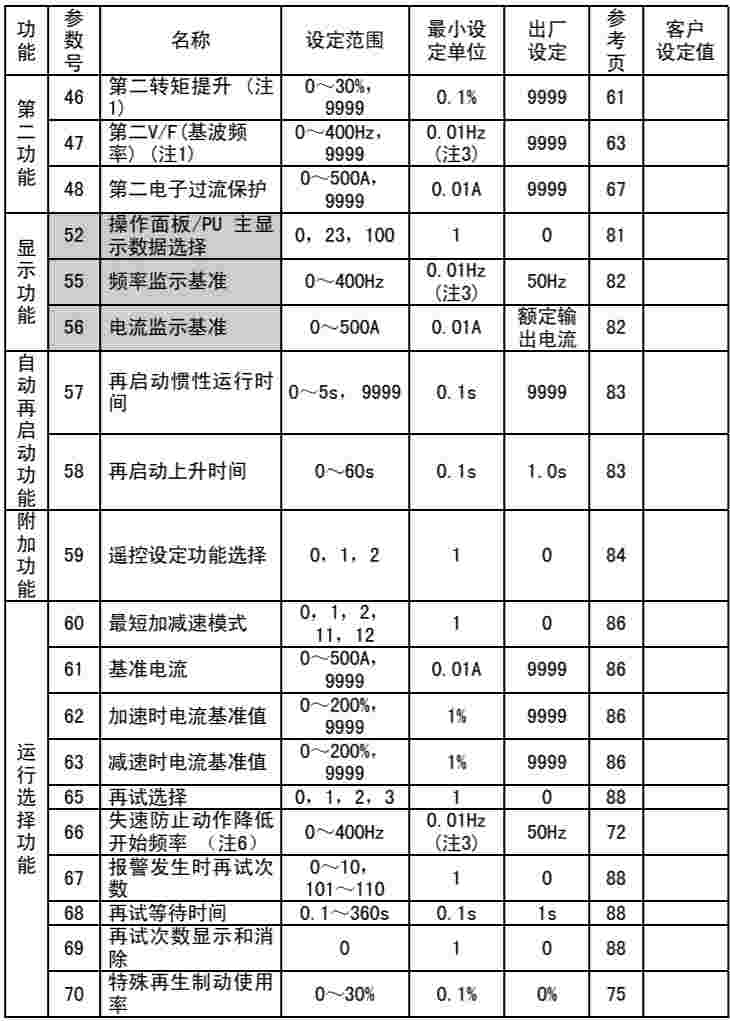 功能 参数号 名称 设定范围 最小设定单位 出厂设定 参考页 客户设定值
第二功能
46 第二转矩提升 (注1) 0～30%, 9999 0.1% 9999 61
47 第二V/F(基波频率) (注1) 0～400Hz, 9999 0.01Hz (注3) 9999 63
48 第二电子过流保护 0～500A, 9999 0.01A 9999 67
显示功能
52 操作面板/PU 主显示数据选择 0, 23, 100 1 0 81
55 频率监示基准 0～400Hz 0.01Hz (注3) 50Hz 82
56 电流监示基准 0～500A 0.01A 额定输出电流 82
自动再启动功能
57 再启动惯性运行时间 0～5s, 9999 0.1s 9999 83
58 再启动上升时间 0～60s 0.1s 1.0s 83
附加功能
59 遥控设定功能选择 0, 1, 2 1 0 84
运行选择功能
60 最短加减速模式 0, 1, 2, 11, 12 1 0 86
61 基准电流 0～500A, 9999 0.01A 9999 86
62 加速时电流基准值 0～200%, 9999 1% 9999 86
63 减速时电流基准值 0～200%, 9999 1% 9999 86
65 再试选择 0, 1, 2, 3 1 0 88
66 失速防止动作降低开始频率 (注6) 0～400Hz 0.01Hz (注3) 50Hz 72
67 报警发生时再试次数 0～10, 101～110 1 0 88
68 再试等待时间 0.1～360s 0.1s 1s 88
69 再试次数显示和消除 0 1 0 88
70 特殊再生制动使用率 0～30% 0.1% 0% 75